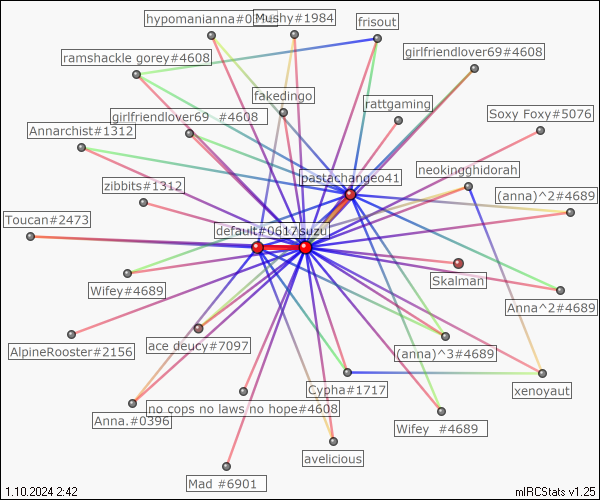 hypomanianna#0396
Mushy#1984
frisout
ramshackle gorey#4608
girlfriendlover69#4608
fakedingo
rattgaming
girlfriendlover69  #4608
Soxy Foxy#5076
Annarchist#1312
pastachangeo41
neokingghidorah
zibbits#1312
(anna)^2#4689
Toucan#2473
default#0617
suzu
Wifey#4689
Skalman
Anna^2#4689
AlpineRooster#2156
ace deucy#7097
(anna)^3#4689
Cypha#1717
xenoyaut
no cops no laws no hope#4608
Anna.#0396
Wifey  #4689
avelicious
Mad #6901
1.10.2024 2:42
mIRCStats v1.25